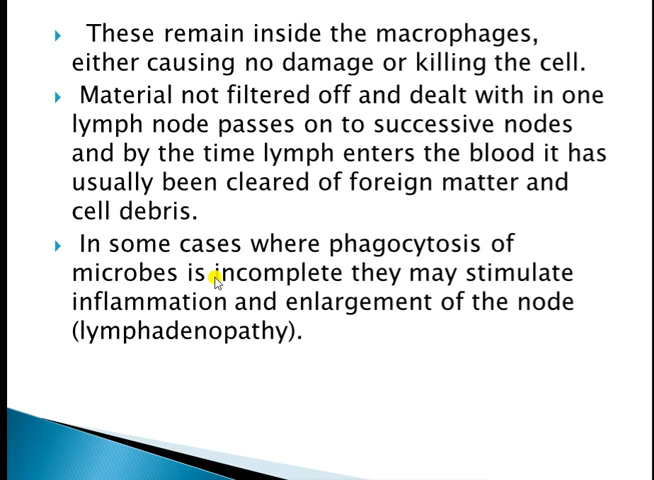 These remain inside the macrophages,
either causing no damage or killing the cell.
Material not filtered off and dealt with in one
lymph node passes on to successive nodes
and by the time lymph enters the blood it has
usually been cleared of foreign matter and
cell debris.
In some cases where phagocytosis of
microbes is incomplete they may stimulate
inflammation and enlargement of the node
(lymphadenopathy).